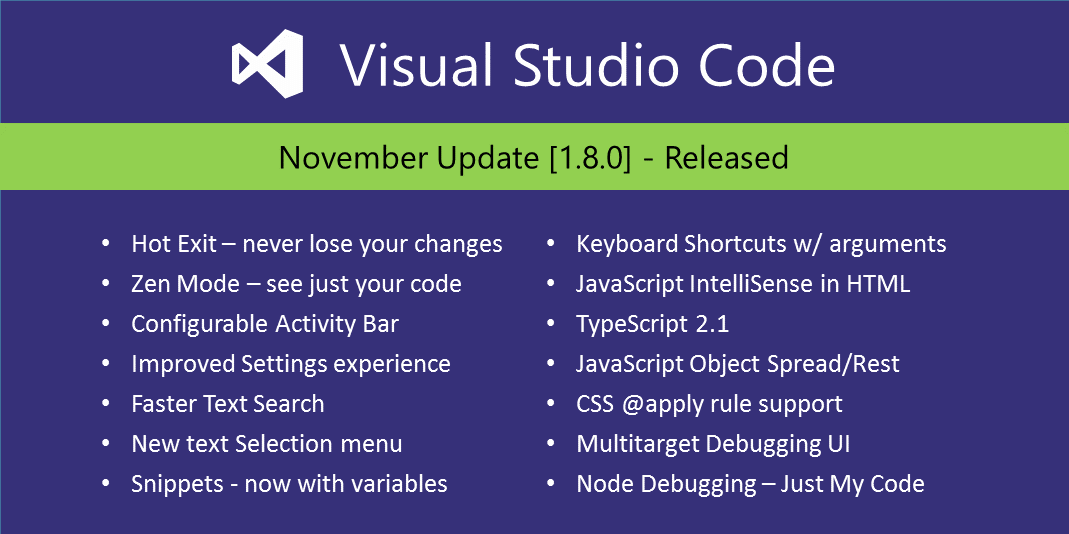 Visual Studio Code
November Update [1.8.0] - Released
• Hot Exit – never lose your changes
• Zen Mode – see just your code
• Configurable Activity Bar
• Improved Settings experience
• Faster Text Search
• New text Selection menu
• Snippets - now with variables
• Keyboard Shortcuts w/ arguments
• JavaScript IntelliSense in HTML
• TypeScript 2.1
• JavaScript Object Spread/Rest
• CSS @apply rule support
• Multitarget Debugging UI
• Node Debugging – Just My Code